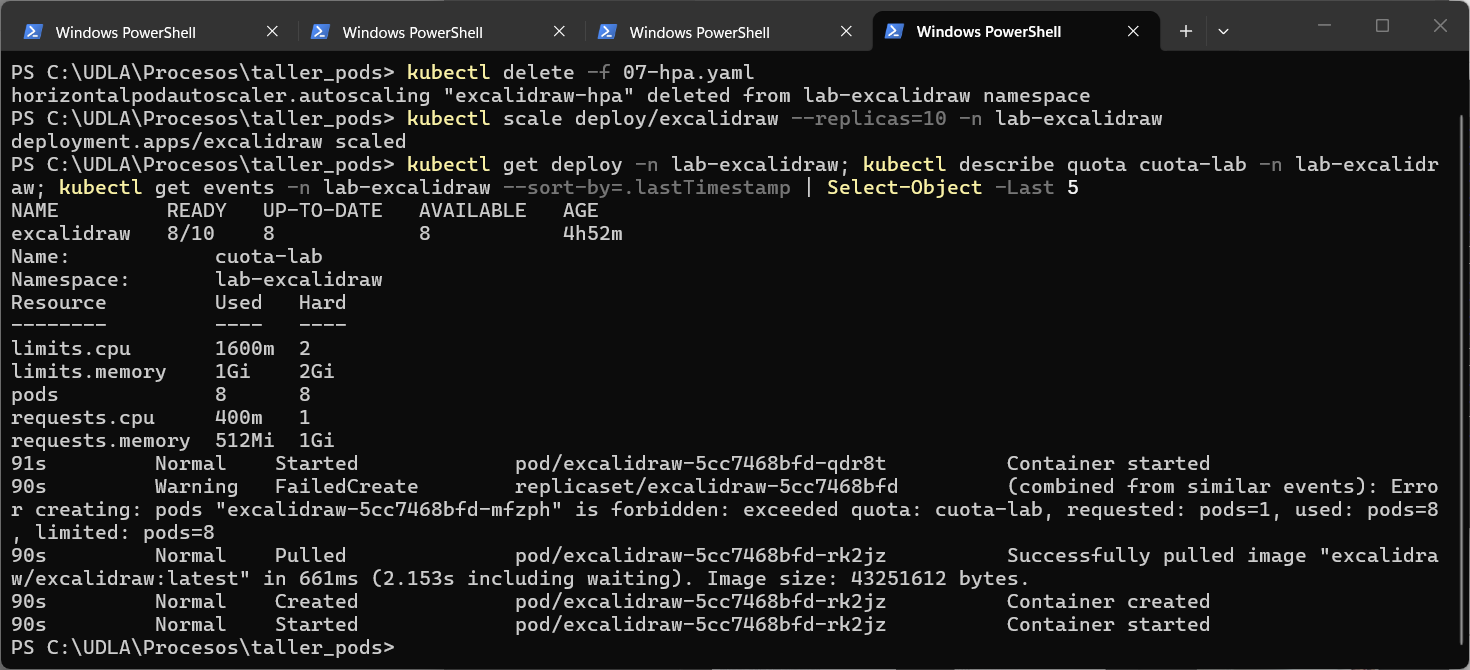 Windows PowerShell
Windows PowerShell
Windows PowerShell
Windows PowerShell
PS C:\UDLA\Procesos\taller_pods> kubectl delete -f 07-hpa.yaml
horizontalpodautoscaler.autoscaling "excalidraw-hpa" deleted from lab-excalidraw namespace
PS C:\UDLA\Procesos\taller_pods> kubectl scale deploy/excalidraw --replicas=10 -n lab-excalidraw
deployment.apps/excalidraw scaled
PS C:\UDLA\Procesos\taller_pods> kubectl get deploy -n lab-excalidraw; kubectl describe quota cuota-lab -n lab-excalidr
aw; kubectl get events -n lab-excalidraw --sort-by=.lastTimestamp | Select-Object -Last 5
NAME         READY   UP-TO-DATE   AVAILABLE   AGE
excalidraw   8/10    8            8           4h52m
Name:            cuota-lab
Namespace:       lab-excalidraw
Resource         Used   Hard
--------         ----   ----
limits.cpu       1600m  2
limits.memory    1Gi    2Gi
pods             8      8
requests.cpu     400m   1
requests.memory  512Mi  1Gi
91s         Normal    Started             pod/excalidraw-5cc7468bfd-qdr8t          Container started
90s         Warning   FailedCreate        replicaset/excalidraw-5cc7468bfd         (combined from similar events): Erro
r creating: pods "excalidraw-5cc7468bfd-mfzph" is forbidden: exceeded quota: cuota-lab, requested: pods=1, used: pods=8
, limited: pods=8
90s         Normal    Pulled              pod/excalidraw-5cc7468bfd-rk2jz          Successfully pulled image "excalidra
w/excalidraw:latest" in 661ms (2.153s including waiting). Image size: 43251612 bytes.
90s         Normal    Created             pod/excalidraw-5cc7468bfd-rk2jz          Container created
90s         Normal    Started             pod/excalidraw-5cc7468bfd-rk2jz          Container started
PS C:\UDLA\Procesos\taller_pods>